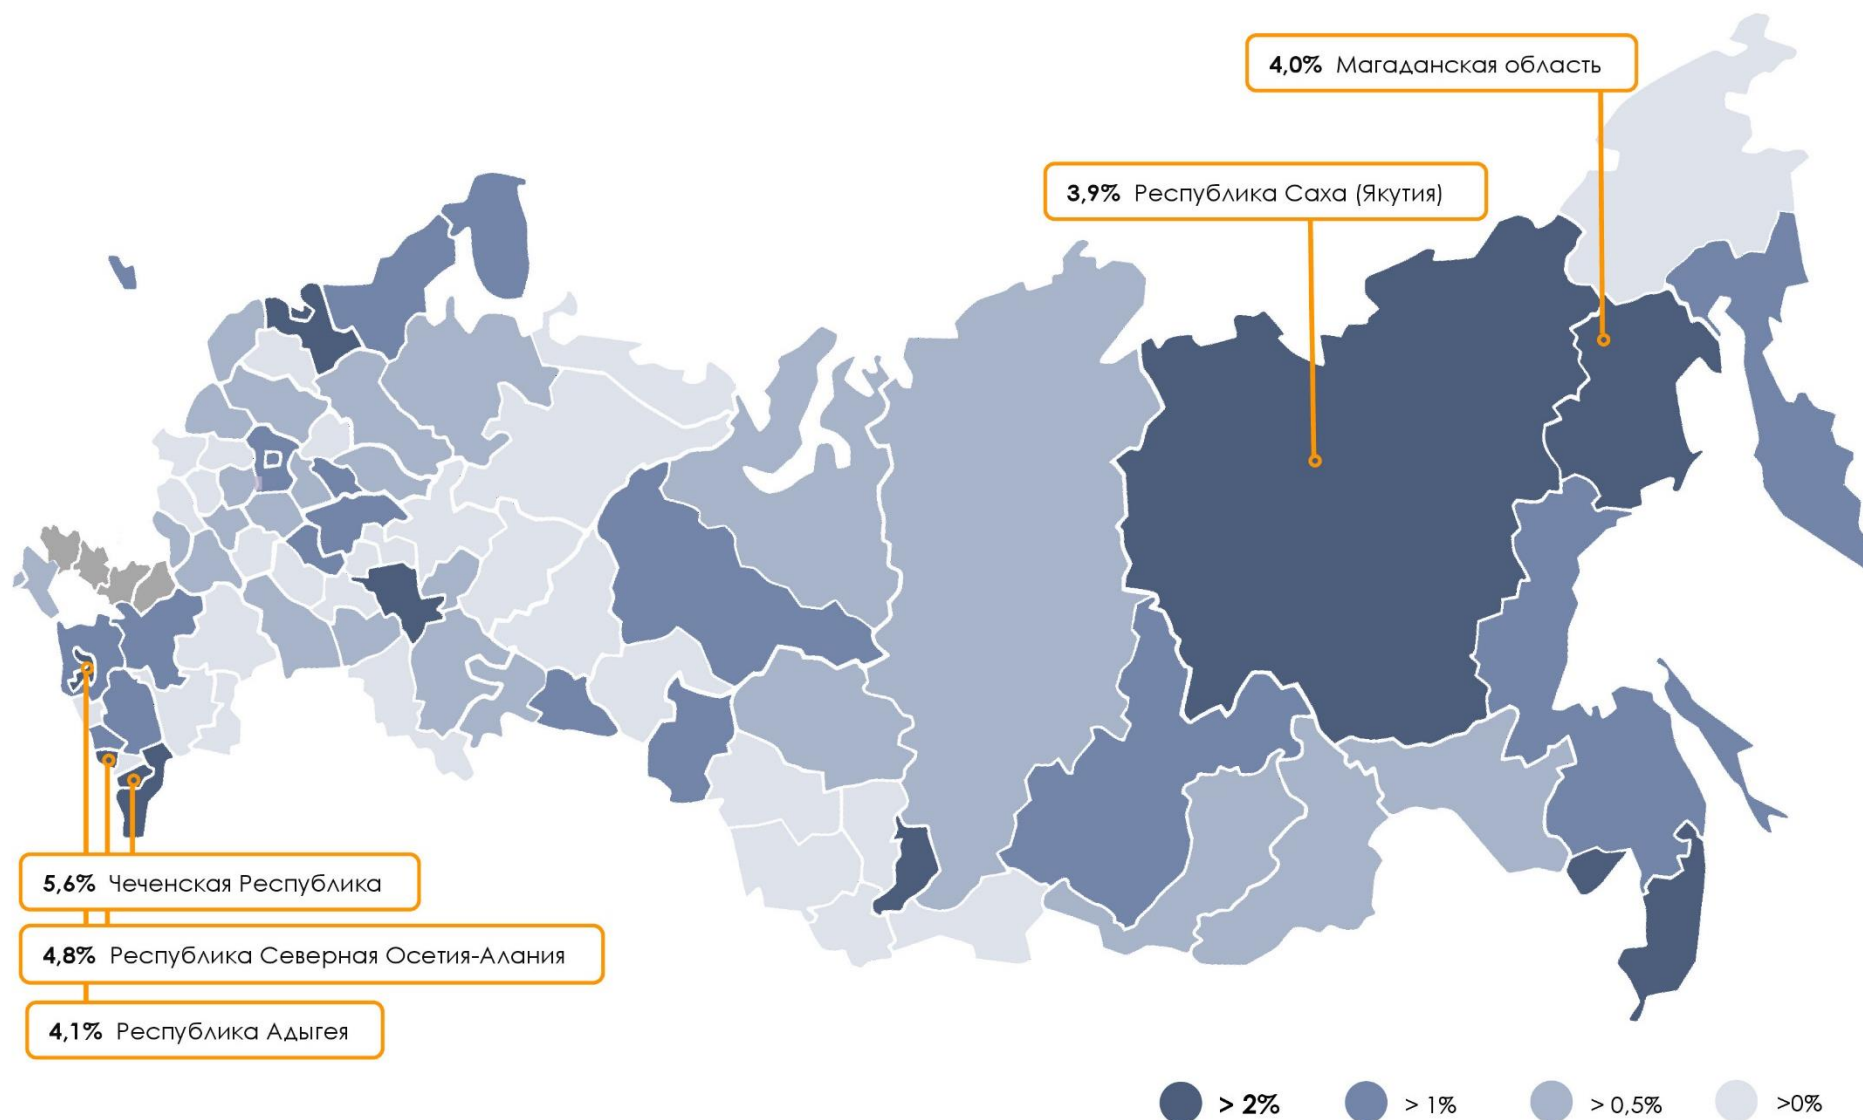 4,0% Магаданская область
3,9% Республика Саха (Якутия)
5,6% Чеченская Республика
4,8% Республика Северная Осетия-Алания
4,1% Республика Адыгея
> 2%
> 1%
> 0,5%
>0%